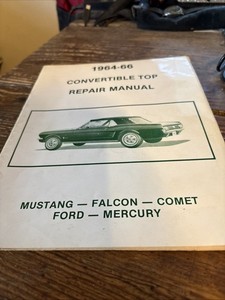 1964-66
CONVERTIBLE TOP
REPAIR MANUAL
MUSTANG — FALCON — COMET
FORD — MERCURY